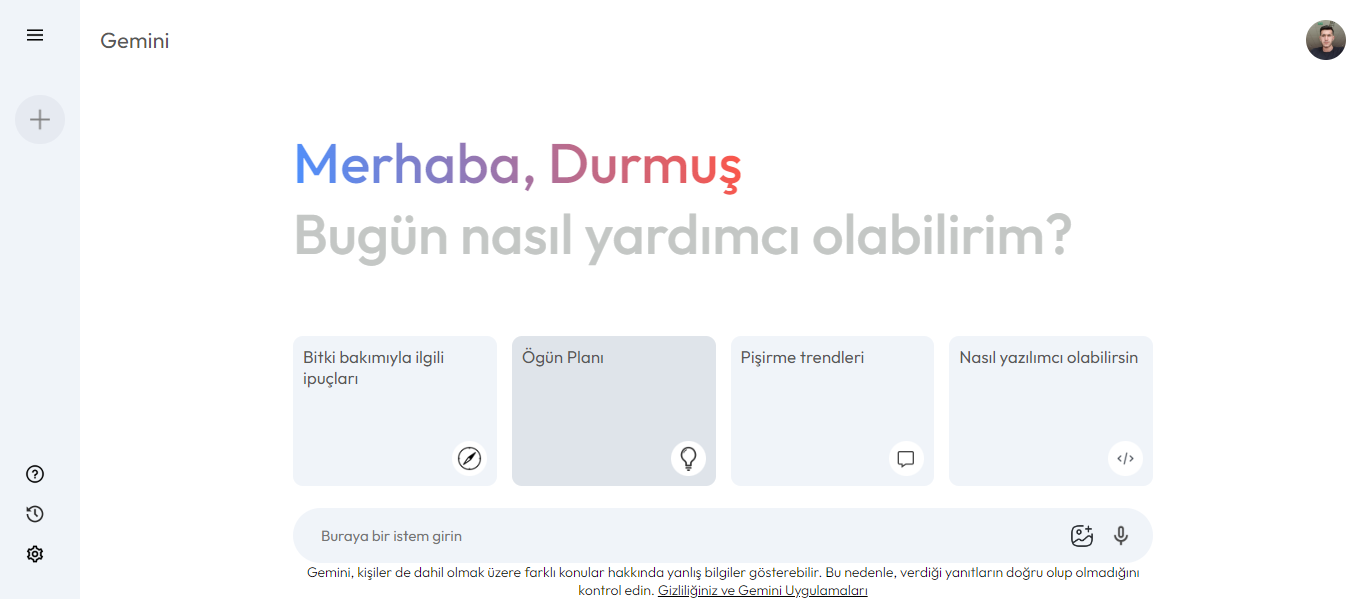 Gemini
Merhaba, Durmuş
Bugün nasıl yardımcı olabilirim?
Bitki bakımıyla ilgili
ipuçları
Ögün Planı
Pişirme trendleri
Nasıl yazılımcı olabilirsin
Buraya bir istem girin
Gemini, kişiler de dahil olmak üzere farklı konular hakkında yanlış bilgiler gösterebilir. Bu nedenle, verdiği yanıtların doğru olup olmadığını
kontrol edin. Gizliliğiniz ve Gemini Uygulamaları